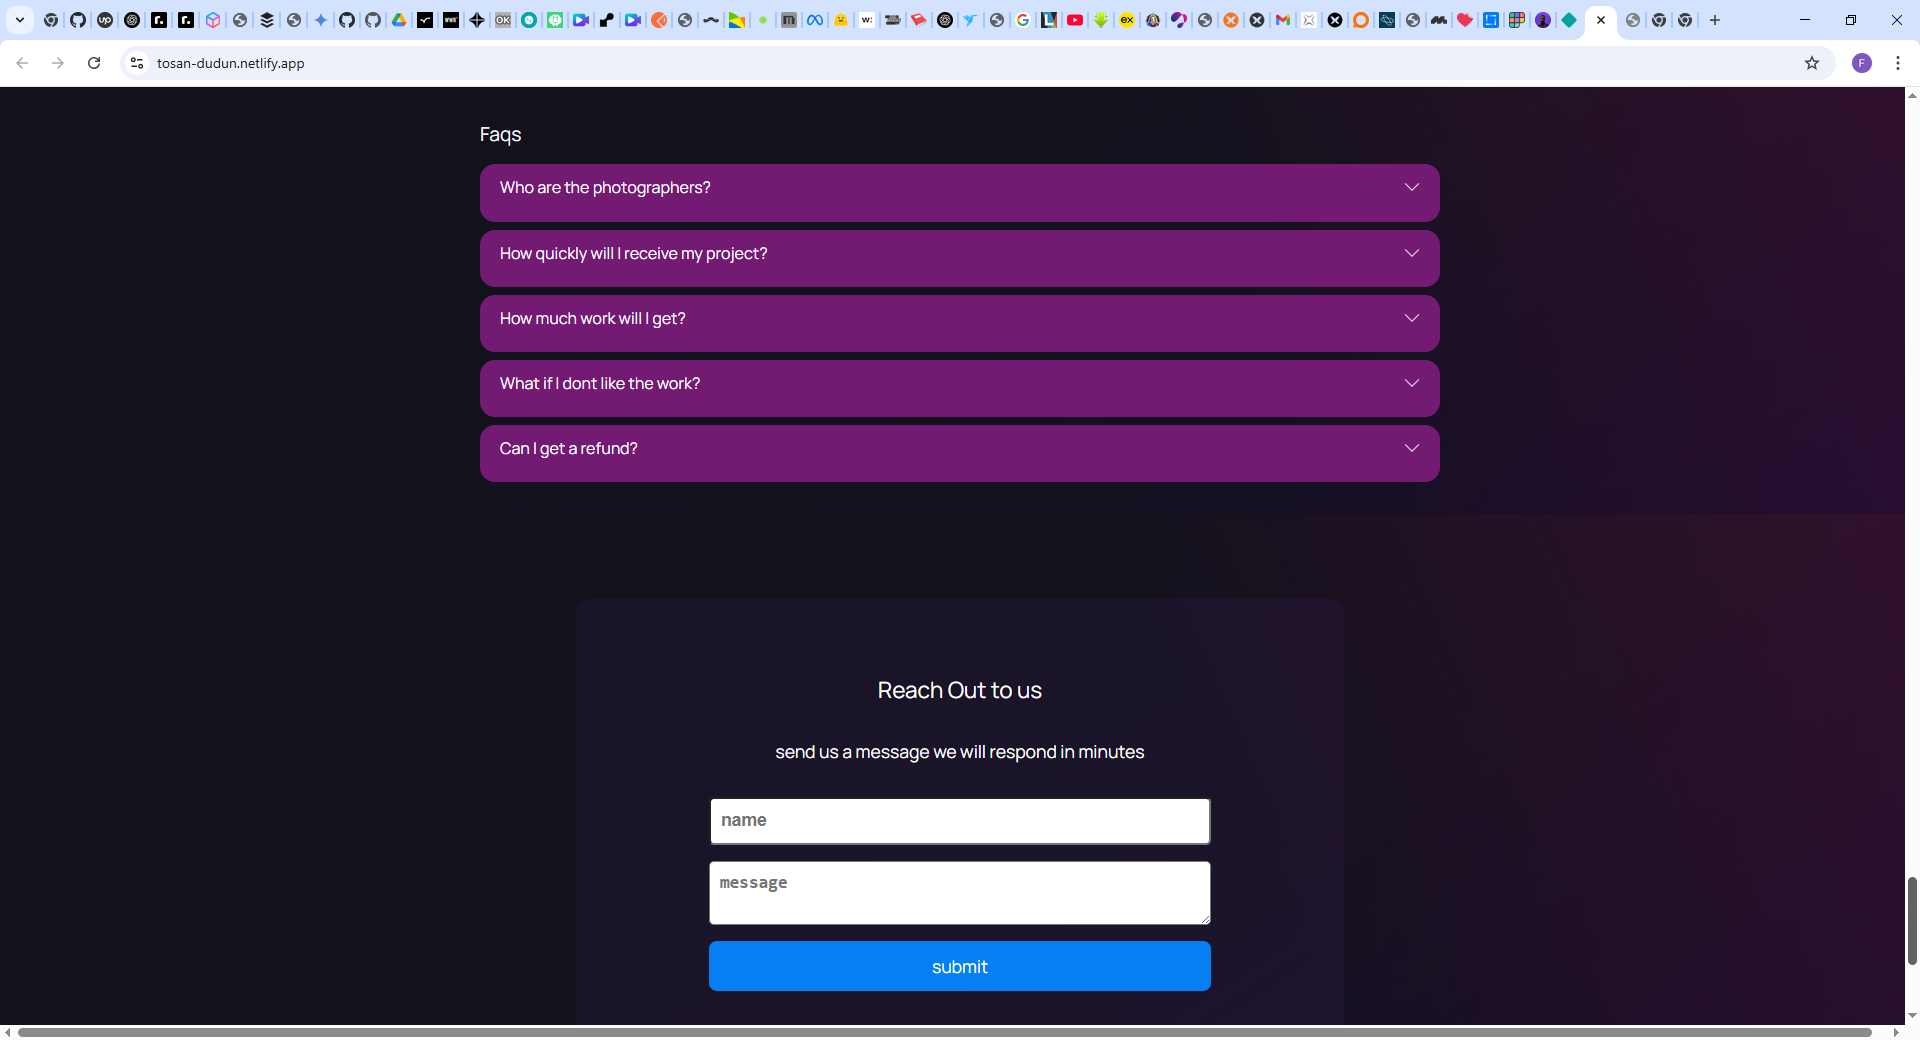 tosan-dudun.netlify.app
F
Faqs
Who are the photographers?
How quickly will I receive my project?
How much work will I get?
What if I dont like the work?
Can I get a refund?
Reach Out to us
send us a message we will respond in minutes
name
message
submit